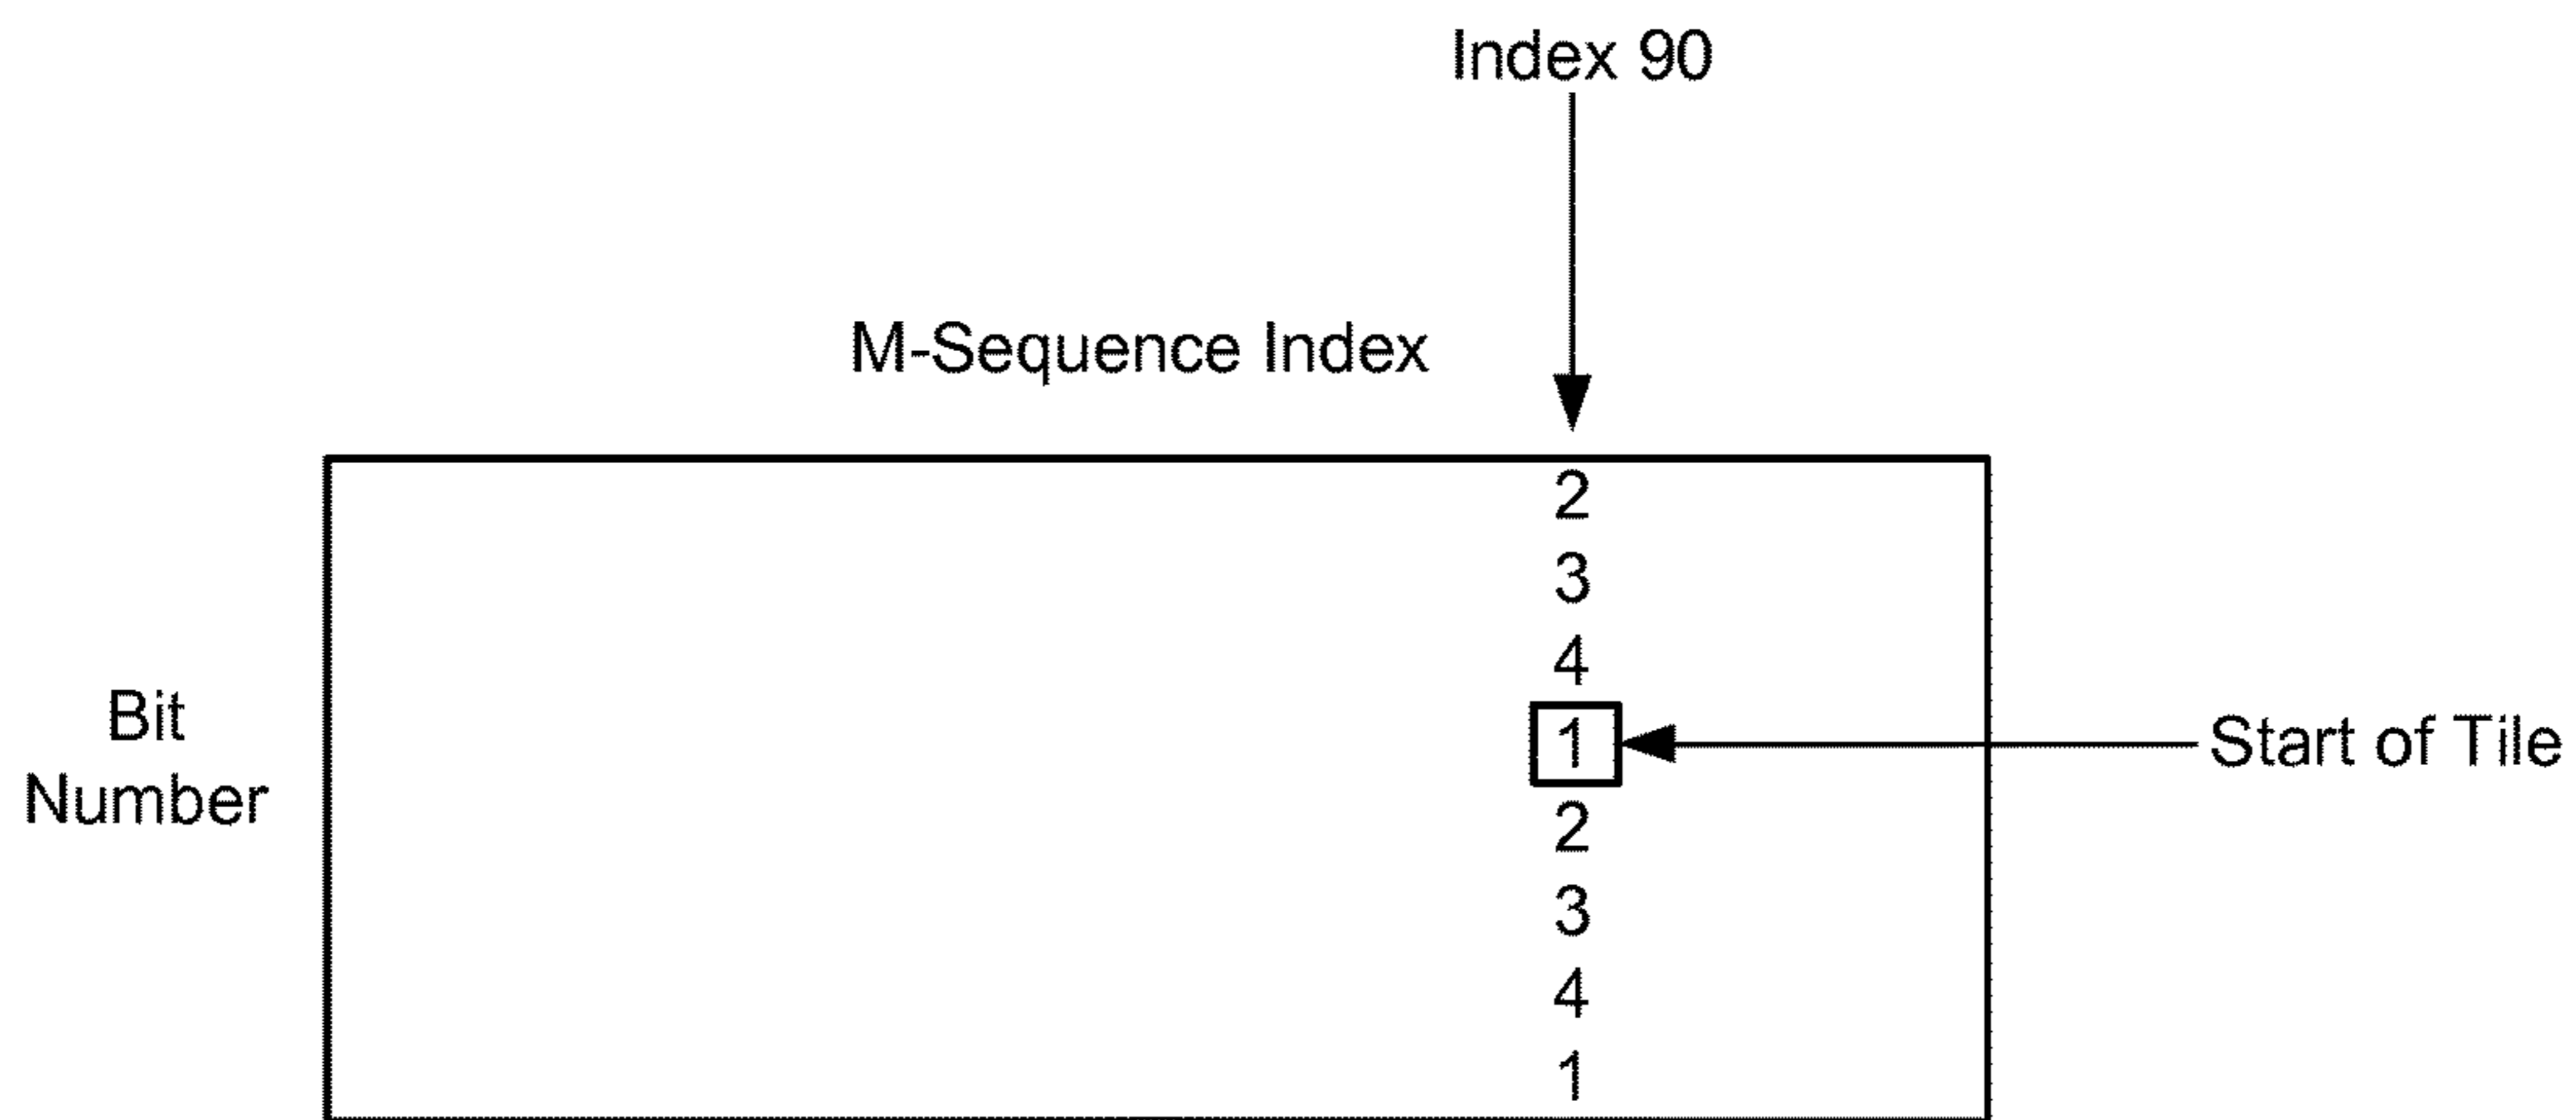 Index 90
M-Sequence Index
2
3
4
Bit
Number
1
Start of Tile
2
3
4
1